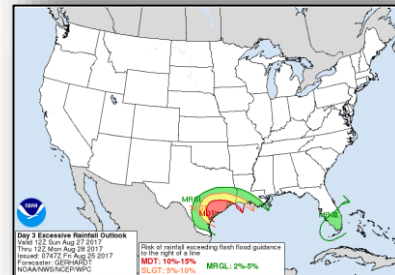 MRGL
MDT
MRGL
NOAA
Day 3 Excessive Rainfall Outlook
Valid 12Z Sun Aug 27 2017
Thru 12Z Mon Aug 28 2017
Issued: 0747Z Fri Aug 25 2017
Forecaster: GERHARDT
NOAA/NWS/NCEP/WPC
Risk of rainfall exceeding flash flood guidance
to the right of a line
MDT: 10%-15%
SLGT: 5%-10%
MRGL: 2%-5%